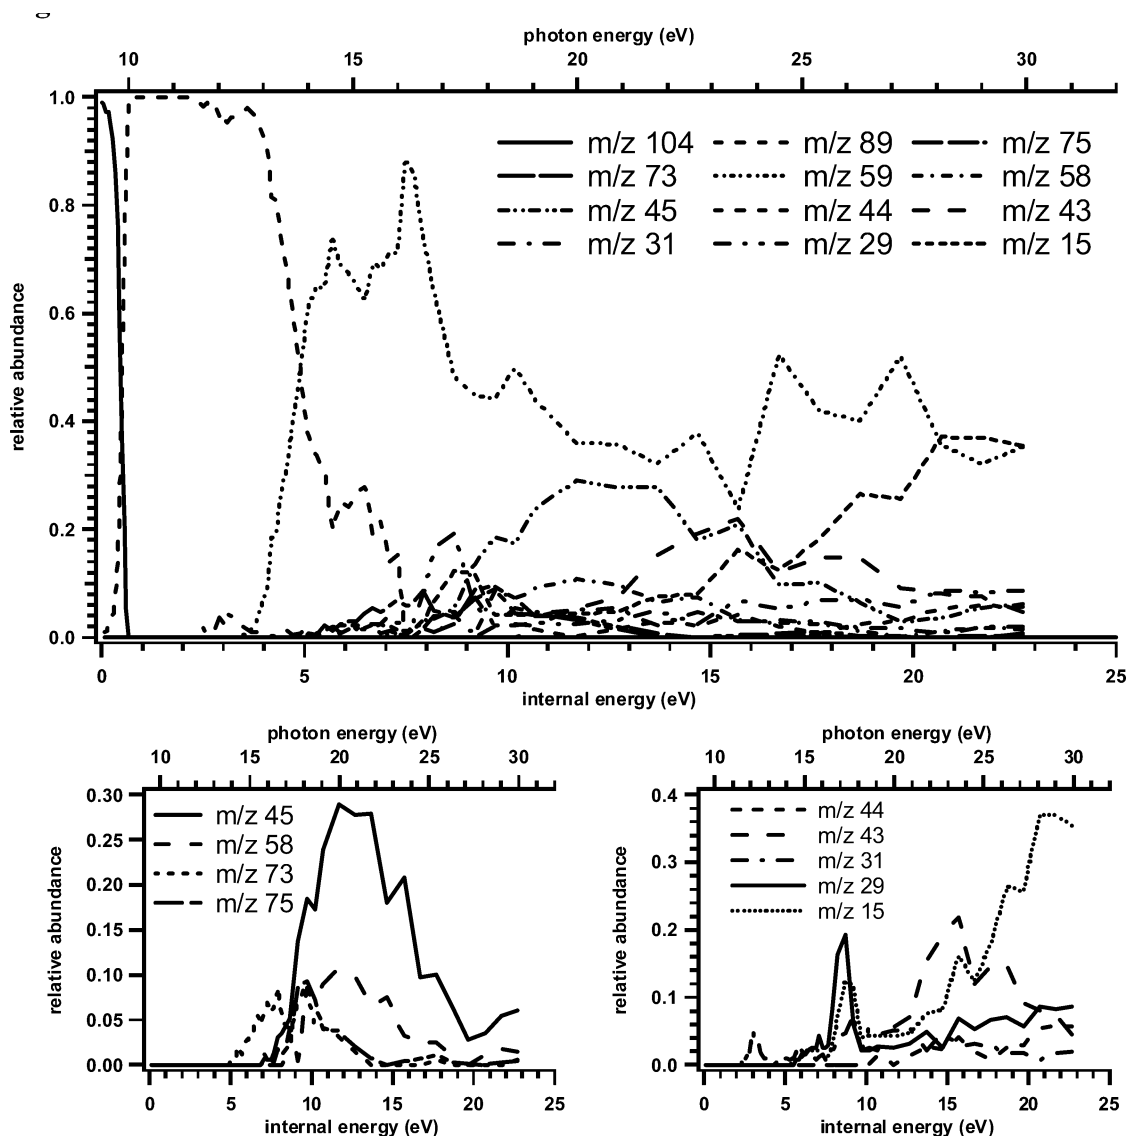 photon energy (eV)
10 15 20 25 30
1.0
0.8
0.6
0.4
0.2
0.0
relative abundance
m/z 104 m/z 89 m/z 75
m/z 73 m/z 59 m/z 58
m/z 45 m/z 44 m/z 43
m/z 31 m/z 29 m/z 15
0 5 10 15 20 25
internal energy (eV)
photon energy (eV)
10 15 20 25 30
0.30
0.25
0.20
0.15
0.10
0.05
0.00
relative abundance
m/z 45
m/z 58
m/z 73
m/z 75
0 5 10 15 20 25
internal energy (eV)
photon energy (eV)
10 15 20 25 30
0.4
0.3
0.2
0.1
0.0
relative abundance
m/z 44
m/z 43
m/z 31
m/z 29
m/z 15
0 5 10 15 20 25
internal energy (eV)